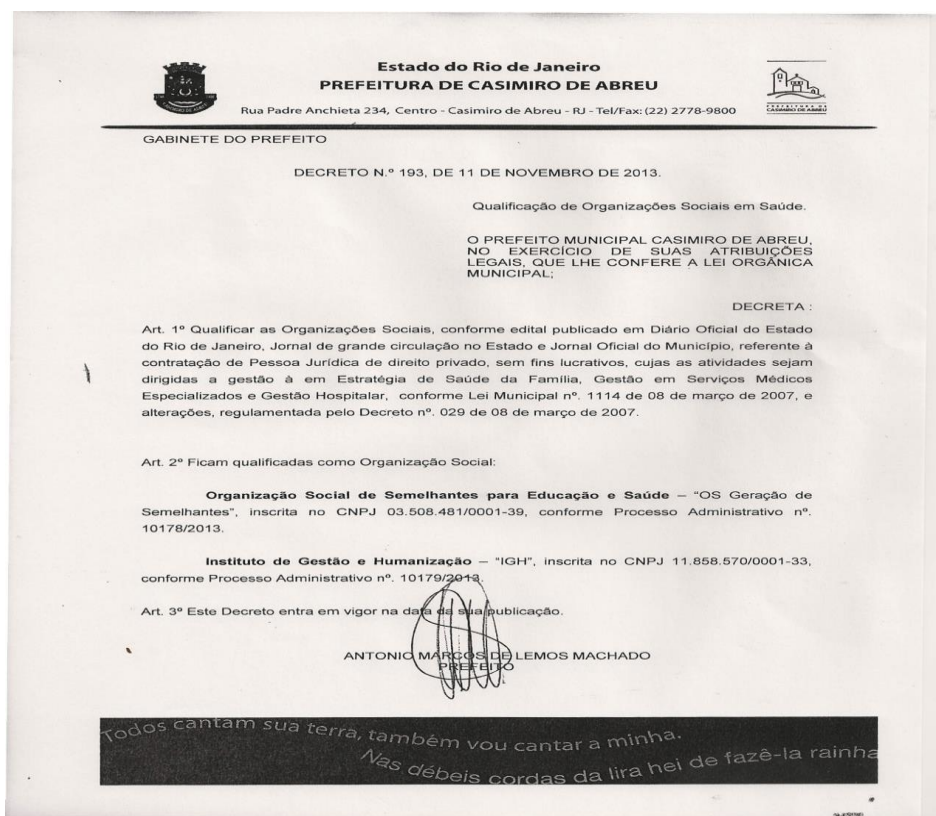 Estado do Rio de Janeiro
PREFEITURA DE CASIMIRO DE ABREU
Rua Padre Anchieta 234, Centro - Casimiro de Abreu - RJ - Tel/Fax: (22) 2778-9800
PREFEITURA DE
CASIMIRO DE ABREU
GABINETE DO PREFEITO
DECRETO N.º 193, DE 11 DE NOVEMBRO DE 2013.
Qualificação de Organizações Sociais em Saúde.
O PREFEITO MUNICIPAL CASIMIRO DE ABREU,
NO EXERCÍCIO DE SUAS ATRIBUIÇÕES
LEGAIS, QUE LHE CONFERE A LEI ORGÂNICA
MUNICIPAL;
DECRETA :
Art. 1º Qualificar as Organizações Sociais, conforme edital publicado em Diário Oficial do Estado
do Rio de Janeiro, Jornal de grande circulação no Estado e Jornal Oficial do Município, referente à
contratação de Pessoa Jurídica de direito privado, sem fins lucrativos, cujas as atividades sejam
dirigidas a gestão à em Estratégia de Saúde da Família, Gestão em Serviços Médicos
Especializados e Gestão Hospitalar, conforme Lei Municipal nº. 1114 de 08 de março de 2007, e
alterações, regulamentada pelo Decreto nº. 029 de 08 de março de 2007.
Art. 2º Ficam qualificadas como Organização Social:
Organização Social de Semelhantes para Educação e Saúde – “OS Geração de
Semelhantes”, inscrita no CNPJ 03.508.481/0001-39, conforme Processo Administrativo nº.
10178/2013.
Instituto de Gestão e Humanização – “IGH”, inscrita no CNPJ 11.858.570/0001-33,
conforme Processo Administrativo nº. 10179/2013.
Art. 3º Este Decreto entra em vigor na data da sua publicação.
ANTONIO MARCOS DE LEMOS MACHADO
PREFEITO
Todos cantam sua terra, também vou cantar a minha.
Nas débeis cordas da lira hei de fazê-la rainha